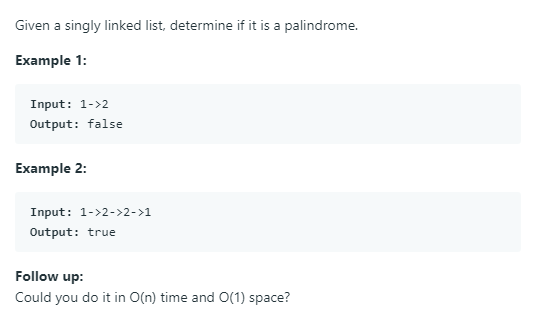 Given a singly linked list, determine if it is a palindrome.
Example 1:
Input: 1->2
Output: false
Example 2:
Input: 1->2->2->1
Output: true
Follow up:
Could you do it in O(n) time and O(1) space?